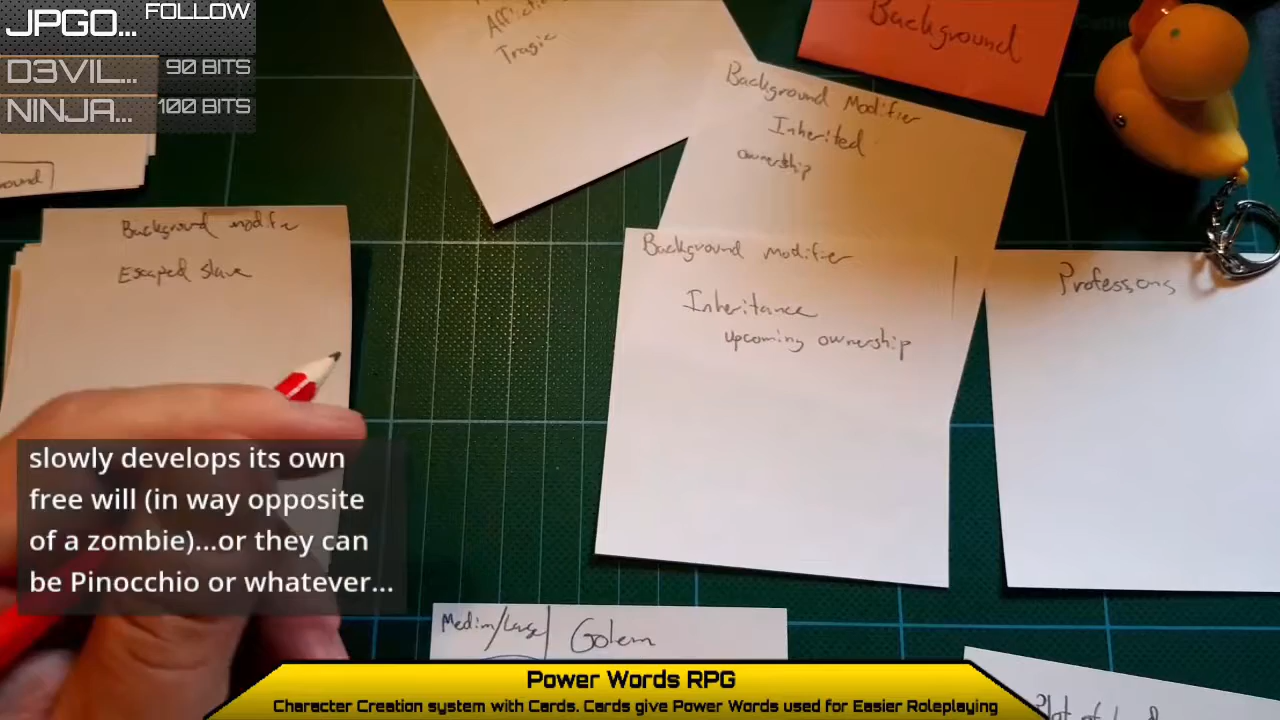 JPGO...
FOLLOW
D3VIL...
90 BITS
NINJA...
100 BITS
Tragic
Background
Background Modifier
Inherited
ownership
Background modifier
Inheritance
upcoming ownership
Professons
Background modifier
Escaped slave
slowly develops its own
free will (in way opposite
of a zombie)...or they can
be Pinocchio or whatever...
Golem
Power Words RPG
Character Creation system with Cards. Cards give Power Words used for Easier Roleplaying